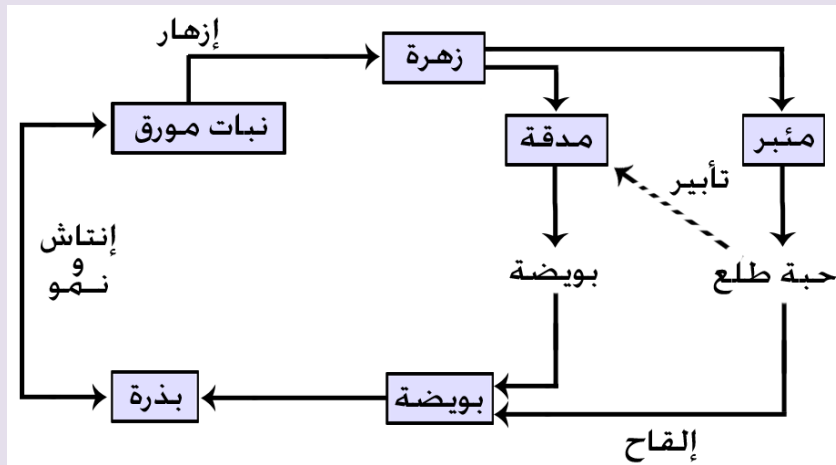 إزهار
زهرة
نبات مورق
مدقة
مئبر
تأبير
إنتاش
و
نمو
بويضة
حبة طلع
بذرة
بويضة
إلقاح